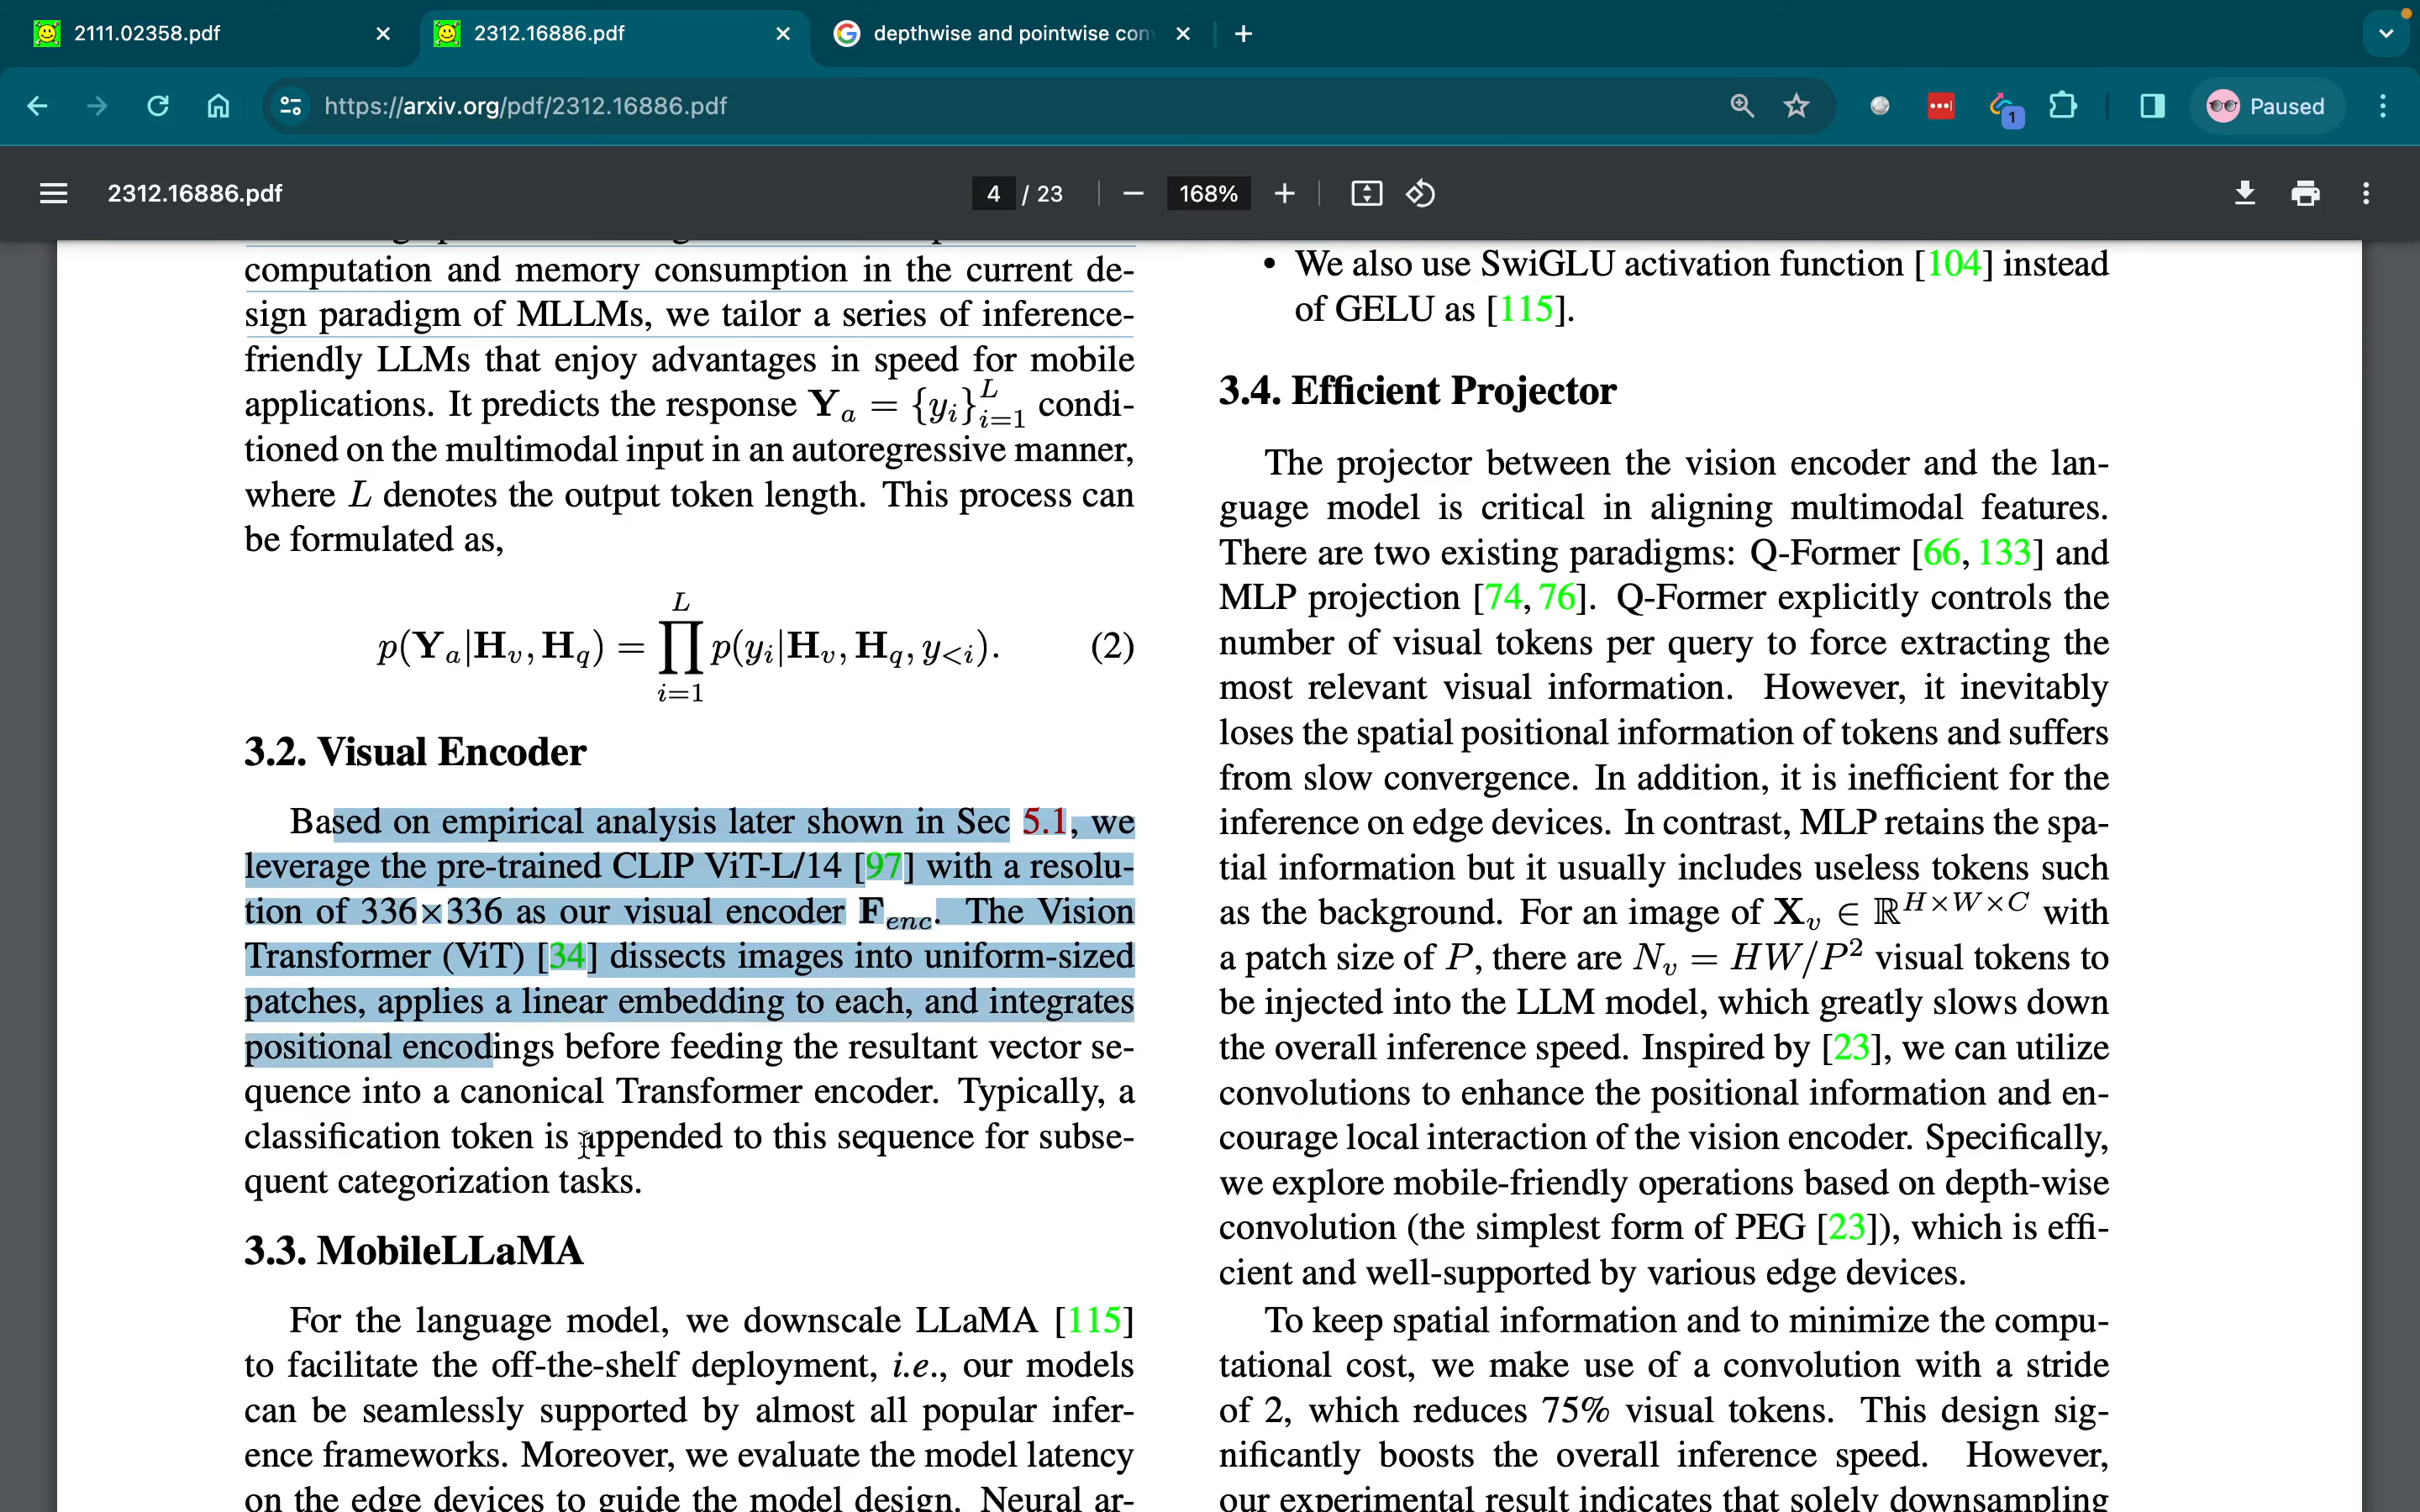 2111.02358.pdf
2312.16886.pdf
depthwise and pointwise con
https://arxiv.org/pdf/2312.16886.pdf
1
Paused
2312.16886.pdf
4 / 23
168%
computation and memory consumption in the current de-
sign paradigm of MLLMs, we tailor a series of inference-
friendly LLMs that enjoy advantages in speed for mobile
applications. It predicts the response Yₐ = {yᵢ}ᴸᵢ₌₁ condi-
tioned on the multimodal input in an autoregressive manner,
where L denotes the output token length. This process can
be formulated as,
p(Yₐ|Hᵥ, H_q) = ∏ᴸᵢ₌₁ p(yᵢ|Hᵥ, H_q, y_{<i}). (2)
3.2. Visual Encoder
Based on empirical analysis later shown in Sec 5.1, we
leverage the pre-trained CLIP ViT-L/14 [97] with a resolu-
tion of 336×336 as our visual encoder F_{enc}. The Vision
Transformer (ViT) [34] dissects images into uniform-sized
patches, applies a linear embedding to each, and integrates
positional encodings before feeding the resultant vector se-
quence into a canonical Transformer encoder. Typically, a
classification token is appended to this sequence for subse-
quent categorization tasks.
3.3. MobileLLaMA
For the language model, we downscale LLaMA [115]
to facilitate the off-the-shelf deployment, i.e., our models
can be seamlessly supported by almost all popular infer-
ence frameworks. Moreover, we evaluate the model latency
on the edge devices to guide the model design. Neural ar-
• We also use SwiGLU activation function [104] instead
of GELU as [115].
3.4. Efficient Projector
The projector between the vision encoder and the lan-
guage model is critical in aligning multimodal features.
There are two existing paradigms: Q-Former [66, 133] and
MLP projection [74, 76]. Q-Former explicitly controls the
number of visual tokens per query to force extracting the
most relevant visual information. However, it inevitably
loses the spatial positional information of tokens and suffers
from slow convergence. In addition, it is inefficient for the
inference on edge devices. In contrast, MLP retains the spa-
tial information but it usually includes useless tokens such
as the background. For an image of Xᵥ ∈ ℝ^{H×W×C} with
a patch size of P, there are Nᵥ = HW/P² visual tokens to
be injected into the LLM model, which greatly slows down
the overall inference speed. Inspired by [23], we can utilize
convolutions to enhance the positional information and en-
courage local interaction of the vision encoder. Specifically,
we explore mobile-friendly operations based on depth-wise
convolution (the simplest form of PEG [23]), which is effi-
cient and well-supported by various edge devices.
To keep spatial information and to minimize the compu-
tational cost, we make use of a convolution with a stride
of 2, which reduces 75% visual tokens. This design sig-
nificantly boosts the overall inference speed. However,
our experimental result indicates that solely downsampling